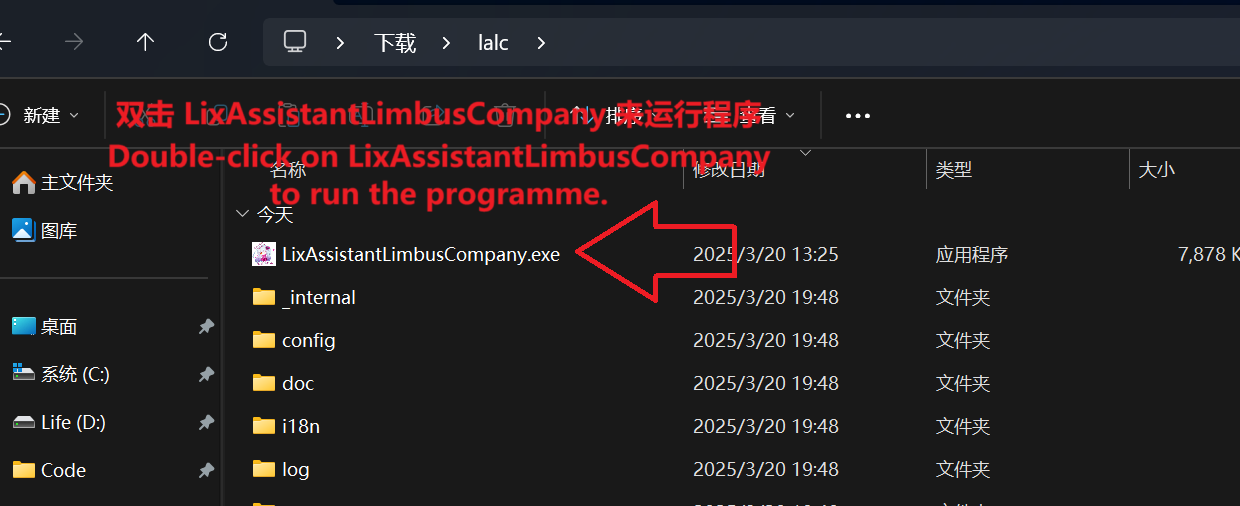 下载 lalc
新建 排序 查看
双击 LixAssistantLimbusCompany 来运行程序
Double-click on LixAssistantLimbusCompany
to run the programme.
名称 修改日期 类型 大小
主文件夹
图库
桌面
系统 (C:)
Life (D:)
Code
今天
LixAssistantLimbusCompany.exe 2025/3/20 13:25 应用程序 7,878 K
_internal 2025/3/20 19:48 文件夹
config 2025/3/20 19:48 文件夹
doc 2025/3/20 19:48 文件夹
i18n 2025/3/20 19:48 文件夹
log 2025/3/20 19:48 文件夹